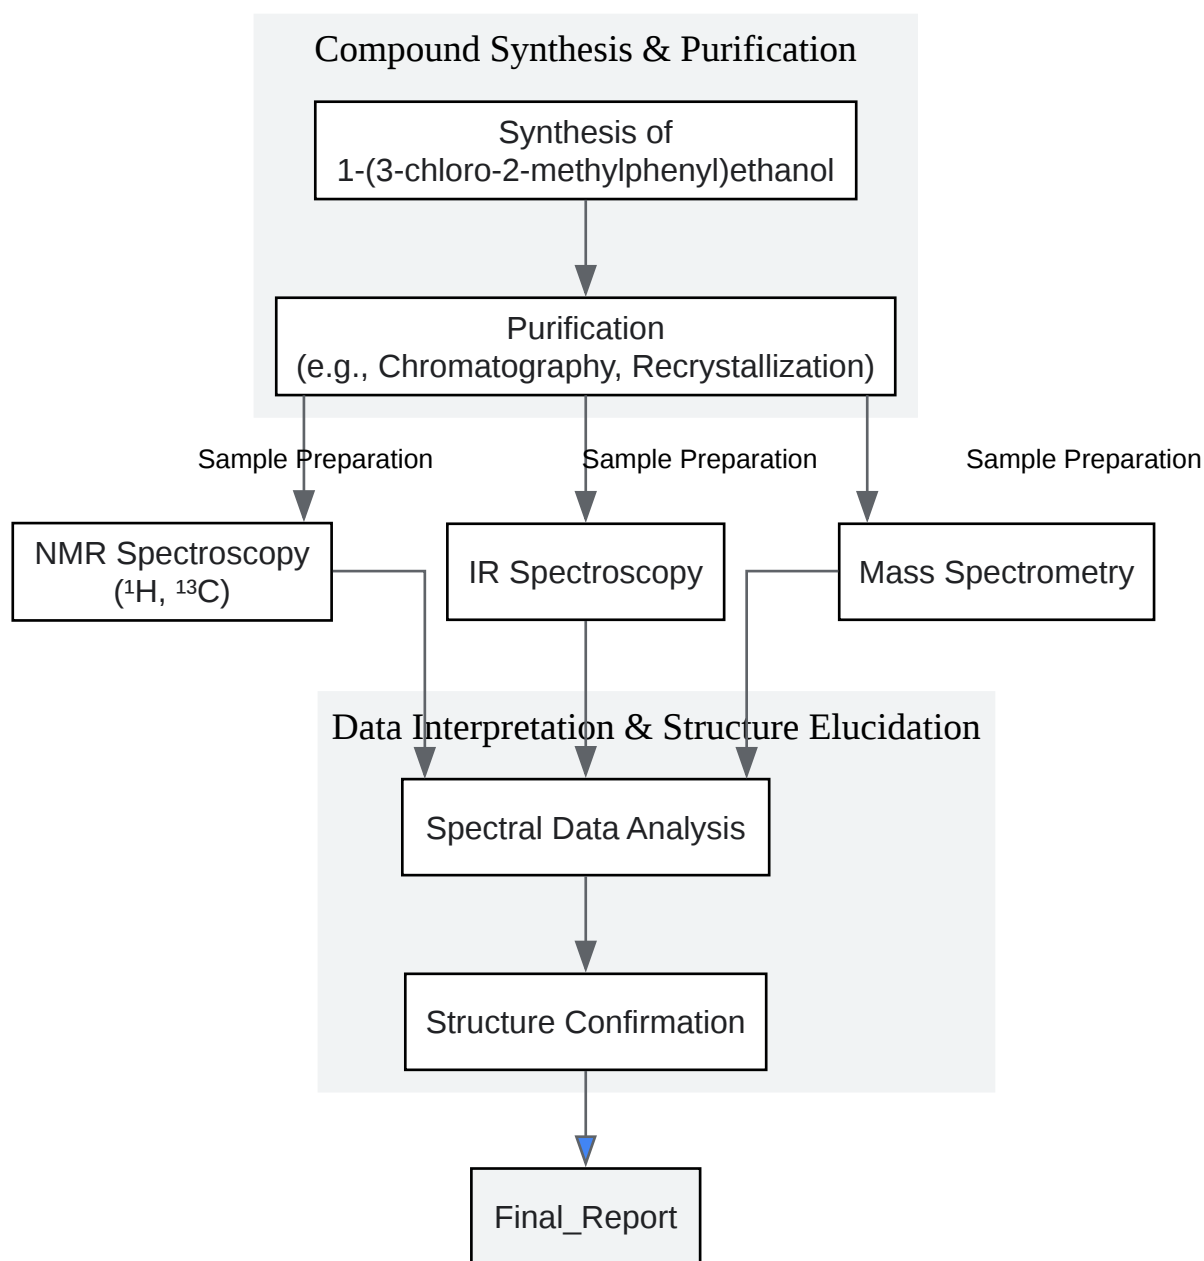 Compound Synthesis & Purification
Synthesis of
1-(3-chloro-2-methylphenyl)ethanol
Purification
(e.g., Chromatography, Recrystallization)
Sample Preparation
Sample Preparation
Sample Preparation
NMR Spectroscopy
(¹H, ¹³C)
IR Spectroscopy
Mass Spectrometry
Data Interpretation & Structure Elucidation
Spectral Data Analysis
Structure Confirmation
Final_Report